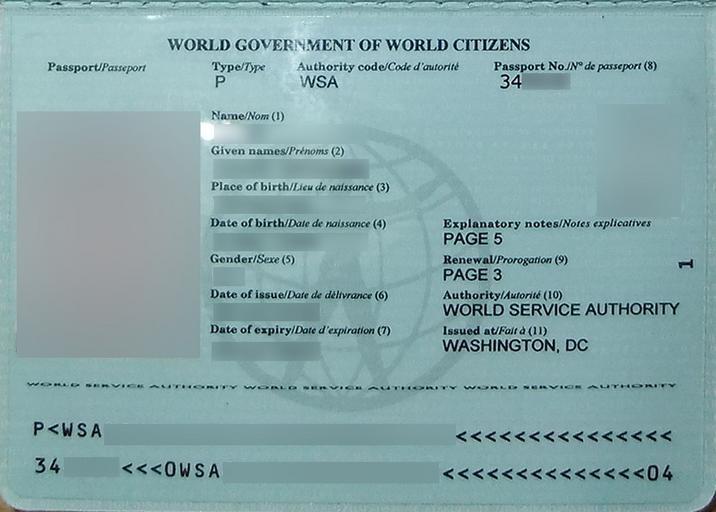 WORLD GOVERNMENT OF WORLD CITIZENS
Passport/Passeport
Type/Type
P
Authority code/Code d'autorité
WSA
Passport No./Nº de passeport (8)
34
Name/Nom (1)
Given names/Prénoms (2)
Place of birth/Lieu de naissance (3)
Date of birth/Date de naissance (4)
Gender/Sexe (5)
Date of issue/Date de délivrance (6)
Date of expiry/Date d'expiration (7)
Explanatory notes/Notes explicatives
PAGE 5
Renewal/Prorogation (9)
PAGE 3
Authority/Autorité (10)
WORLD SERVICE AUTHORITY
Issued at/Fait à (11)
WASHINGTON, DC
1
WORLD SERVICE AUTHORITY WORLD SERVICE AUTHORITY WORLD SERVICE AUTHORITY
P<WSA <<<<<<<<<<<<<<<
34 <<<0WSA <<<<<<<<<<<<<<04